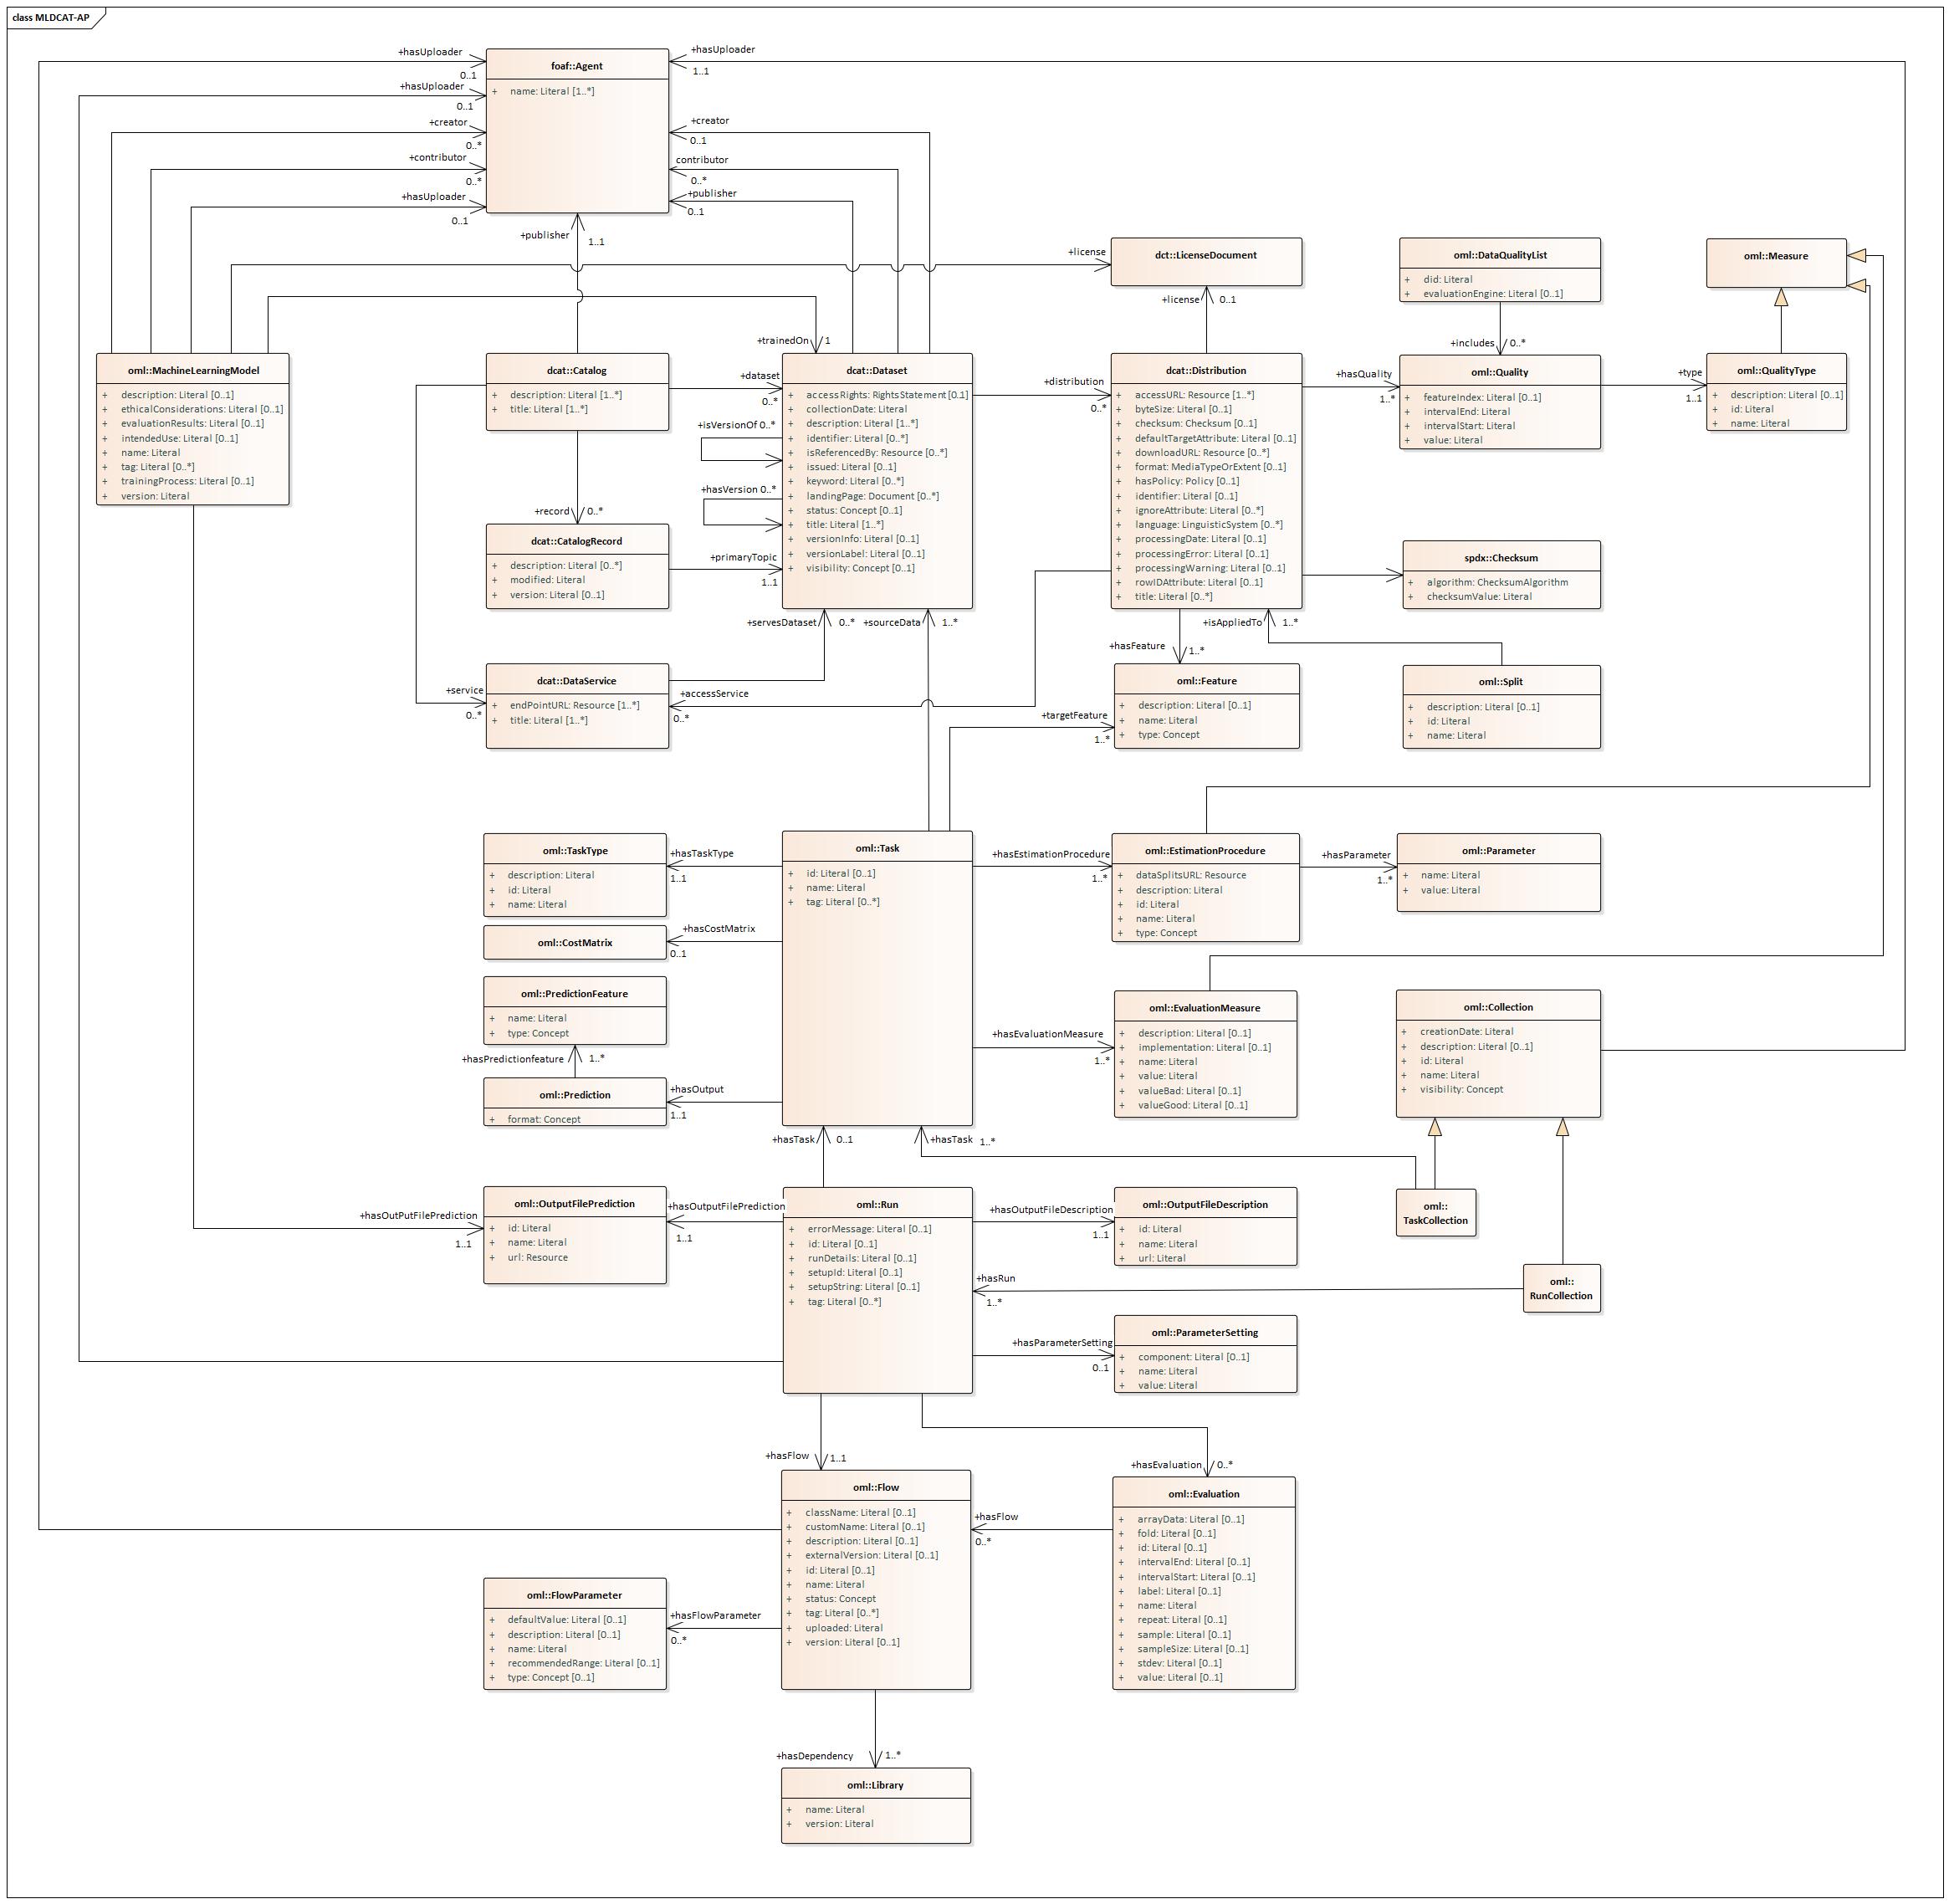 class MLDCAT-AP
+hasUploader
0..1
+hasUploader
0..1
+creator
0..*
+contributor
0..*
+hasUploader
0..1
foaf::Agent
+ name: Literal [1..*]
+hasUploader
1..1
+creator
0..1
contributor
0..*
+publisher
0..1
+publisher
1..1
+license
dct::LicenseDocument
+license
0..1
oml::DataQualityList
+ did: Literal
+ evaluationEngine: Literal [0..1]
+includes
0..*
oml::Measure
+trainedOn
1
oml::MachineLearningModel
+ description: Literal [0..1]
+ ethicalConsiderations: Literal [0..1]
+ evaluationResults: Literal [0..1]
+ intendedUse: Literal [0..1]
+ name: Literal
+ tag: Literal [0..*]
+ trainingProcess: Literal [0..1]
+ version: Literal
dcat::Catalog
+ description: Literal [1..*]
+ title: Literal [1..*]
+dataset
0..*
+isVersionOf 0..*
+hasVersion 0..*
+record
0..*
dcat::CatalogRecord
+ description: Literal [0..*]
+ modified: Literal
+ version: Literal [0..1]
+primaryTopic
1..1
dcat::Dataset
+ accessRights: RightsStatement[0.1]
+ collectionDate: Literal
+ description: Literal [1..*]
+ identifier: Literal [0..*]
+ isReferencedBy: Resource [0..*]
+ issued: Literal [0..1]
+ keyword: Literal [0..*]
+ landingPage: Document [0..*]
+ status: Concept [0..1]
+ title: Literal [1..*]
+ versionInfo: Literal [0..1]
+ versionLabel: Literal [0..1]
+ visibility: Concept [0..1]
+distribution
0..*
dcat::Distribution
+ accessURL: Resource [1..*]
+ byteSize: Literal [0..1]
+ checksum: Checksum [0..1]
+ defaultTargetAttribute: Literal [0..1]
+ downloadURL: Resource [0..*]
+ format: MediaTypeOrExtent [0..1]
+ hasPolicy: Policy [0..1]
+ identifier: Literal [0..1]
+ ignoreAttribute: Literal [0..*]
+ language: LinguisticSystem [0..*]
+ processingDate: Literal [0..1]
+ processingError: Literal [0..1]
+ processingWarning: Literal [0..1]
+ rowIDAttribute: Literal [0..1]
+ title: Literal [0..*]
+hasQuality
1..*
oml::Quality
+ featureIndex: Literal [0..1]
+ intervalEnd: Literal
+ intervalStart: Literal
+ value: Literal
+type
1..1
oml::QualityType
+ description: Literal [0..1]
+ id: Literal
+ name: Literal
spdx::Checksum
+ algorithm: ChecksumAlgorithm
+ checksumValue: Literal
+servesDataset
0..*
+sourceData
1..*
+isAppliedTo
1..*
+hasFeature
1..*
+service
0..*
dcat::DataService
+ endPointURL: Resource [1..*]
+ title: Literal [1..*]
+accessService
0..*
oml::Feature
+ description: Literal [0..1]
+ name: Literal
+ type: Concept
oml::Split
+ description: Literal [0..1]
+ id: Literal
+ name: Literal
+targetFeature
1..*
oml::TaskType
+ description: Literal
+ id: Literal
+ name: Literal
+hasTaskType
1..1
oml::Task
+ id: Literal [0..1]
+ name: Literal
+ tag: Literal [0..*]
+hasEstimationProcedure
1..*
oml::EstimationProcedure
+ dataSplitsURL: Resource
+ description: Literal
+ id: Literal
+ name: Literal
+ type: Concept
+hasParameter
1..*
oml::Parameter
+ name: Literal
+ value: Literal
oml::CostMatrix
+hasCostMatrix
0..1
oml::PredictionFeature
+ name: Literal
+ type: Concept
+hasPredictionfeature
1..*
oml::Prediction
+ format: Concept
+hasOutput
1..1
+hasEvaluationMeasure
1..*
oml::EvaluationMeasure
+ description: Literal [0..1]
+ implementation: Literal [0..1]
+ name: Literal
+ value: Literal
+ valueBad: Literal [0..1]
+ valueGood: Literal [0..1]
oml::Collection
+ creationDate: Literal
+ description: Literal [0..1]
+ id: Literal
+ name: Literal
+ visibility: Concept
+hasTask
0..1
+hasTask
1..*
+hasOutPutFilePrediction
1..1
oml::OutputFilePrediction
+ id: Literal
+ name: Literal
+ url: Resource
+hasOutputFilePrediction
1..1
oml::Run
+ errorMessage: Literal [0..1]
+ id: Literal [0..1]
+ runDetails: Literal [0..1]
+ setupId: Literal [0..1]
+ setupString: Literal [0..1]
+ tag: Literal [0..*]
+hasOutputFileDescription
1..1
oml::OutputFileDescription
+ id: Literal
+ name: Literal
+ url: Literal
oml::
TaskCollection
+hasRun
1..*
oml::
RunCollection
+hasParameterSetting
0..1
oml::ParameterSetting
+ component: Literal [0..1]
+ name: Literal
+ value: Literal
+hasFlow
1..1
+hasEvaluation
0..*
oml::Flow
+ className: Literal [0..1]
+ customName: Literal [0..1]
+ description: Literal [0..1]
+ externalVersion: Literal [0..1]
+ id: Literal [0..1]
+ name: Literal
+ status: Concept
+ tag: Literal [0..*]
+ uploaded: Literal
+ version: Literal [0..1]
+hasFlow
0..*
oml::Evaluation
+ arrayData: Literal [0..1]
+ fold: Literal [0..1]
+ id: Literal [0..1]
+ intervalEnd: Literal [0..1]
+ intervalStart: Literal [0..1]
+ label: Literal [0..1]
+ name: Literal
+ repeat: Literal [0..1]
+ sample: Literal [0..1]
+ sampleSize: Literal [0..1]
+ stdev: Literal [0..1]
+ value: Literal [0..1]
oml::FlowParameter
+ defaultValue: Literal [0..1]
+ description: Literal [0..1]
+ name: Literal
+ recommendedRange: Literal [0..1]
+ type: Concept [0..1]
+hasFlowParameter
0..*
+hasDependency
1..*
oml::Library
+ name: Literal
+ version: Literal